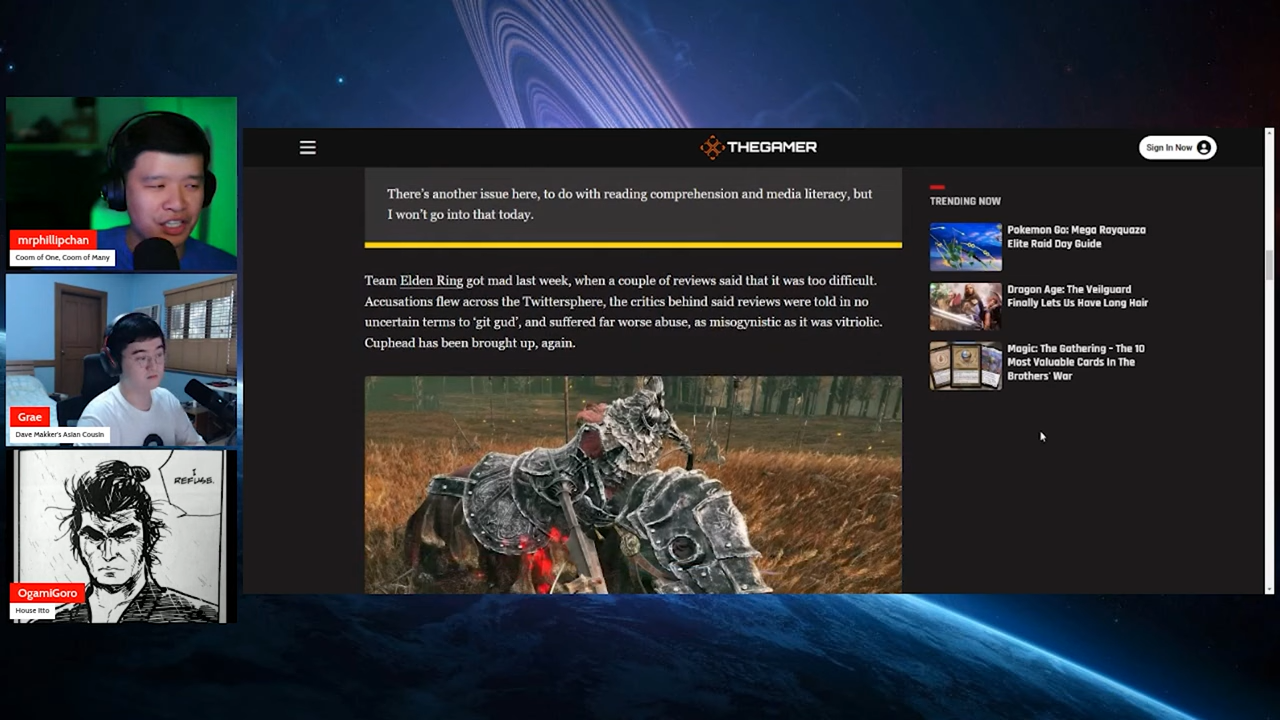 mrphillipchan
Coom of One, Coom of Many
Grae
Dave Makker's Asian Cousin
I
REFUSE.
OgamiGoro
House Itto
THEGAMER
Sign In Now
There's another issue here, to do with reading comprehension and media literacy, but
I won't go into that today.
Team Elden Ring got mad last week, when a couple of reviews said that it was too difficult.
Accusations flew across the Twittersphere, the critics behind said reviews were told in no
uncertain terms to 'git gud', and suffered far worse abuse, as misogynistic as it was vitriolic.
Cuphead has been brought up, again.
TRENDING NOW
Pokemon Go: Mega Rayquaza
Elite Raid Day Guide
Dragon Age: The Veilguard
Finally Lets Us Have Long Hair
Magic: The Gathering - The 10
Most Valuable Cards In The
Brothers' War